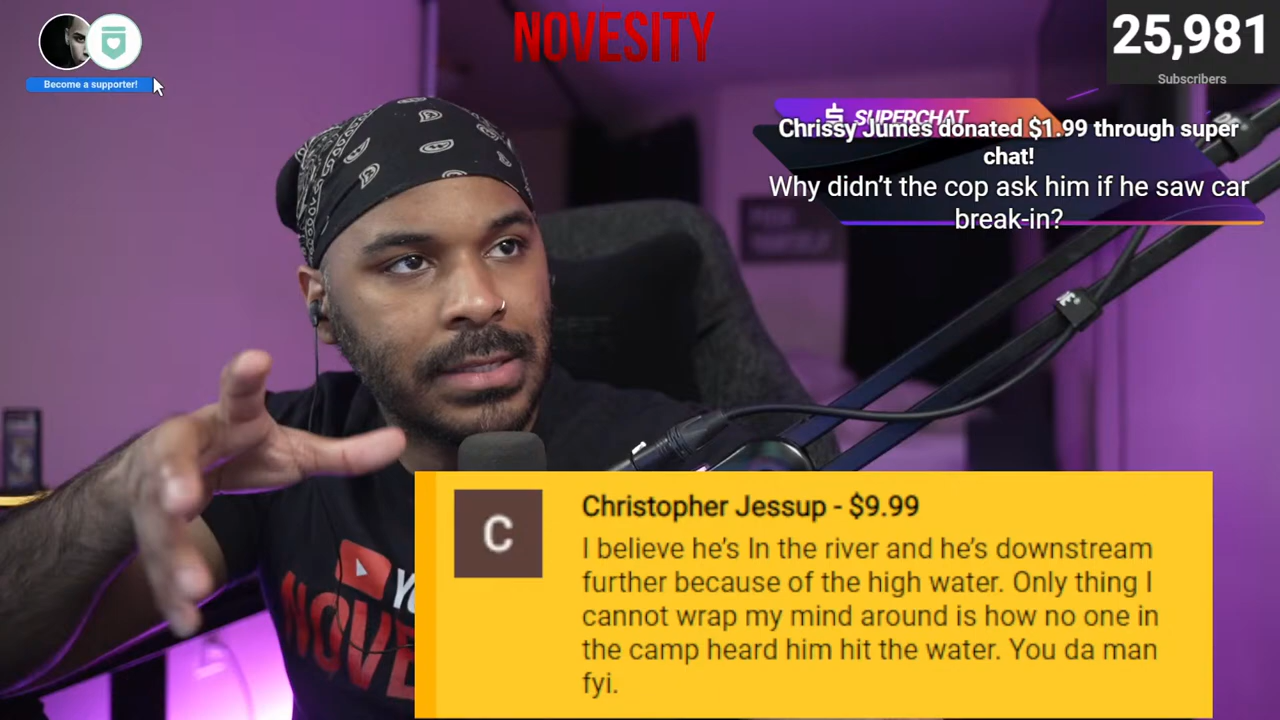 NOVESITY
25,981
Subscribers
Become a supporter!
SUPERCHAT
Chrissy Jumes donated $1.99 through super
chat!
Why didn't the cop ask him if he saw car
break-in?
C
Christopher Jessup - $9.99
I believe he's In the river and he's downstream
further because of the high water. Only thing I
cannot wrap my mind around is how no one in
the camp heard him hit the water. You da man
fyi.
NOVE